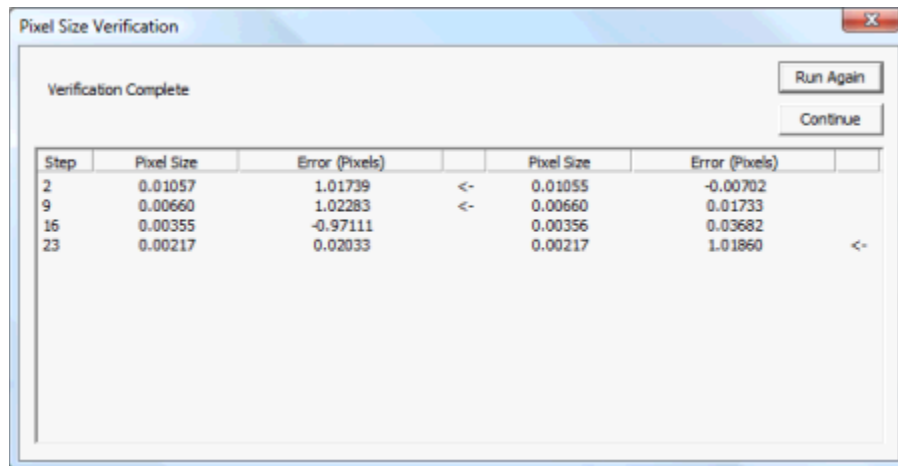 Pixel Size Verification
Verification Complete
Run Again
Continue
Step Pixel Size Error (Pixels) Pixel Size Error (Pixels)
2 0.01057 1.01739 <- 0.01055 -0.00702
9 0.00660 1.02283 <- 0.00660 0.01733
16 0.00355 -0.97111 0.00356 0.03682
23 0.00217 0.02033 0.00217 1.01860 <-